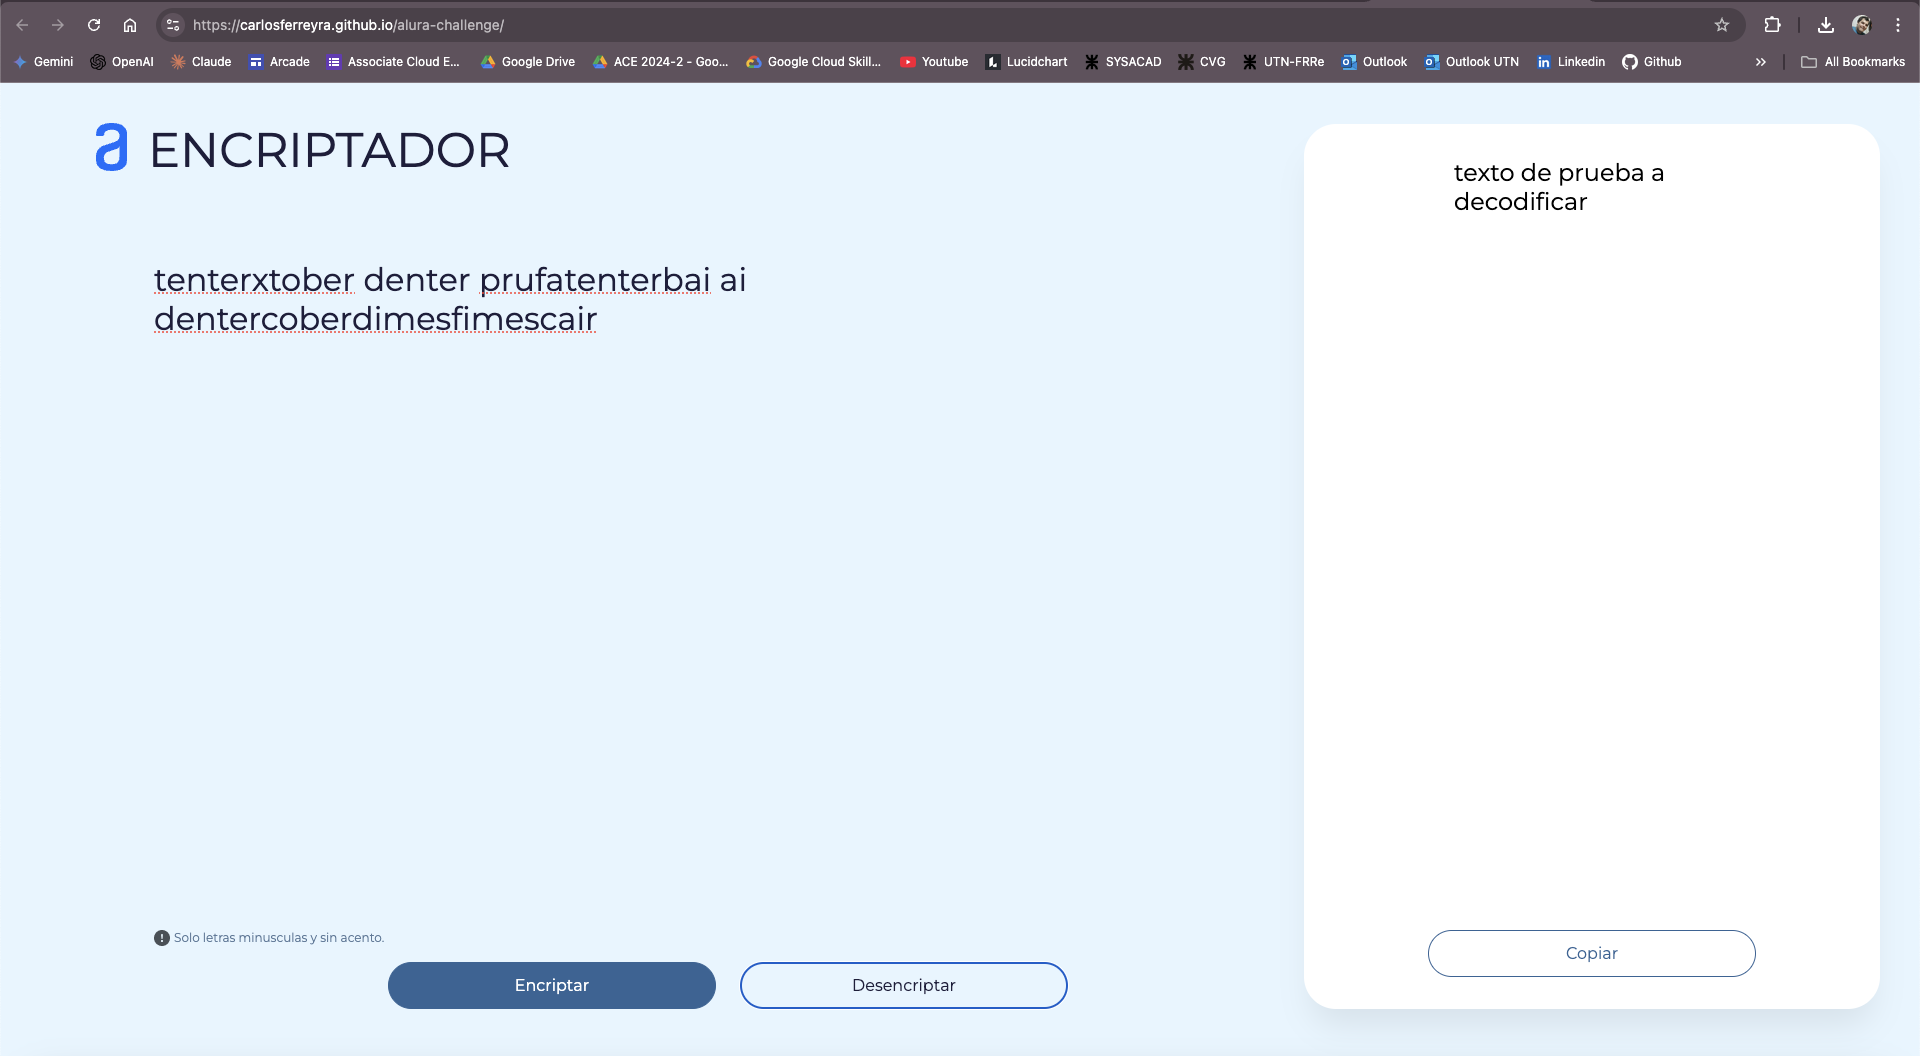 https://carlosferreyra.github.io/alura-challenge/
Gemini OpenAI Claude Arcade Associate Cloud E... Google Drive ACE 2024-2 - Goo... Google Cloud Skill... Youtube Lucidchart SYSACAD CVG UTN-FRRe Outlook Outlook UTN Linkedin Github » All Bookmarks
a ENCRIPTADOR
tenterxtober denter prufatenterbai ai
dentercoberdimesfimescair
Solo letras minusculas y sin acento.
Encriptar Desencriptar
texto de prueba a
decodificar
Copiar